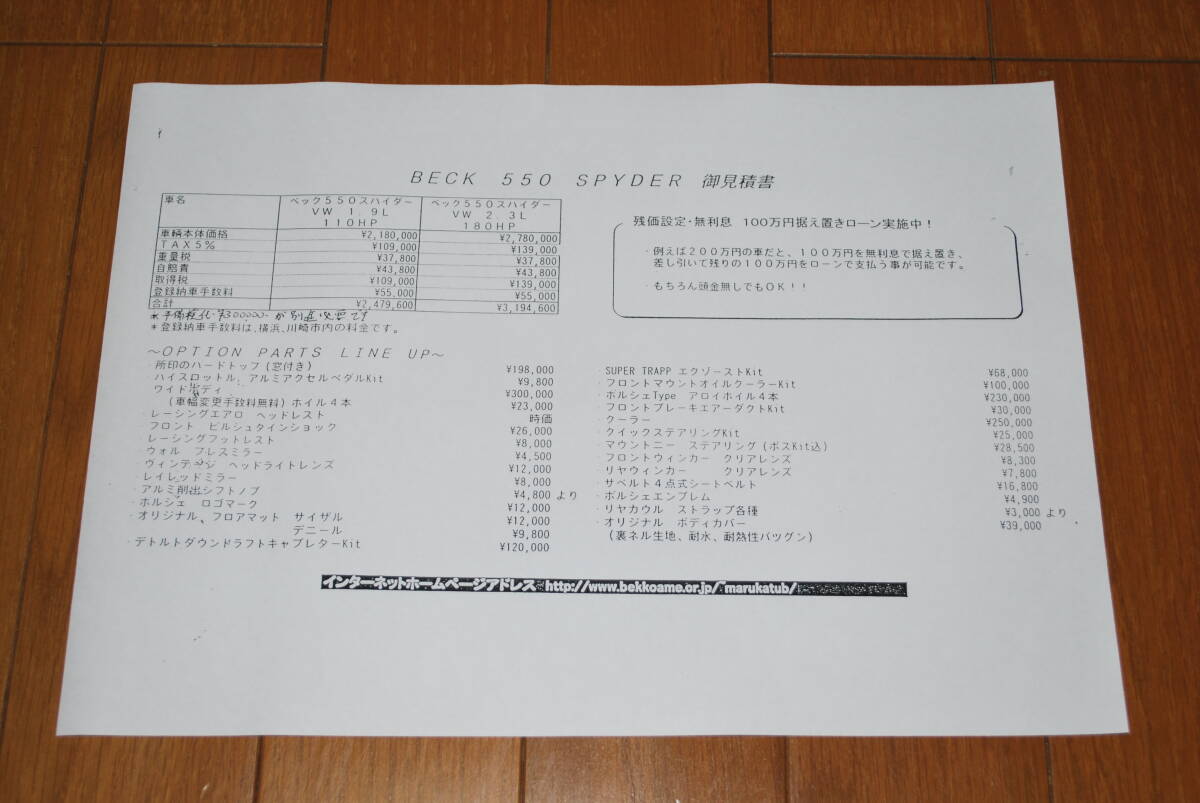 BECK 550 SPYDER 御見積書
車名 ベック550スパイダー VW 1.9L 110HP ベック550スパイダー VW 2.3L 180HP
車輌本体価格 ¥2,180,000 ¥2,780,000
TAX5% ¥109,000 ¥139,000
重量税 ¥37,800 ¥37,800
自賠責 ¥43,800 ¥43,800
取得税 ¥109,000 ¥139,000
登録納車手数料 ¥55,000 ¥55,000
合計 ¥2,479,600 ¥3,194,600
*予備検代 が別途必要です
*登録納車手数料は、横浜、川崎市内の料金です。
残価設定・無利息 100万円据え置きローン実施中!
・例えば200万円の車だと、100万円を無利息で据え置き、
差し引いて残りの100万円をローンで支払う事が可能です。
・もちろん頭金無しでもOK!!
~OPTION PARTS LINE UP~
・所印のハードトップ(窓付き) ¥198,000
・ハイスロットル、アルミアクセルペダルKit ¥9,800
・ワイドボディ ¥300,000
(車幅変更手数料無料)ホイル4本 ¥23,000
・レーシングエアロ ヘッドレスト 時価
・フロント ビルシュタインショック ¥26,000
・レーシングフットレスト ¥8,000
・ウォル プレスミラー ¥4,500
・ヴィンテージ ヘッドライトレンズ ¥12,000
・レイレッドミラー ¥8,000
・アルミ削出シフトノブ ¥4,800より
・ポルシェ ロゴマーク ¥12,000
・オリジナル、フロアマット サイザル ¥12,000
デニール ¥9,800
・デトルトダウンドラフトキャブレターKit ¥120,000
SUPER TRAPP エクゾーストKit ¥68,000
・フロントマウントオイルクーラーKit ¥100,000
・ポルシェType アロイホイル4本 ¥230,000
・フロントブレーキエアーダクトKit ¥30,000
・クーラー ¥250,000
・クイックステアリングKit ¥25,000
・マウントニー ステアリング(ボスKit込) ¥28,500
・フロントウィンカー クリアレンズ ¥8,300
・リヤウィンカー クリアレンズ ¥7,800
・サベルト4点式シートベルト ¥16,800
・ポルシェエンブレム ¥4,900
・リヤカウル ストラップ各種 ¥3,000より
・オリジナル ボディカバー ¥39,000
(裏ネル生地、耐水、耐熱性バツグン)
インターネットホームページアドレス http://www.bekkoame.or.jp/~marukatub/